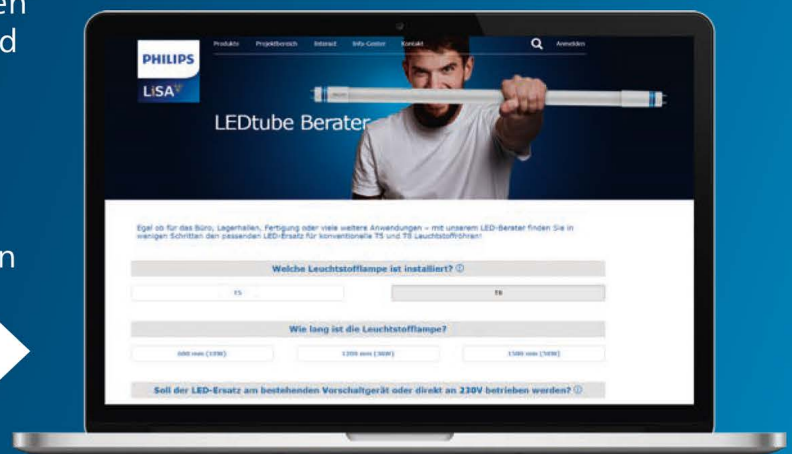 en
d
n
Produkte Projektbereich Interact Info-Center Kontakt Anmelden
PHILIPS
LiSA
LEDtube Berater
Egal ob für das Büro, Lagerhallen, Fertigung oder viele weitere Anwendungen – mit unserem LED-Berater finden Sie in
wenigen Schritten den passenden LED-Ersatz für konventionelle T5 und T8 Leuchtstoffröhren!
Welche Leuchtstofflampe ist installiert?
T5 T8
Wie lang ist die Leuchtstofflampe?
600 mm (18W) 1200 mm (36W) 1500 mm (58W)
Soll der LED-Ersatz am bestehenden Vorschaltgerät oder direkt an 230V betrieben werden?